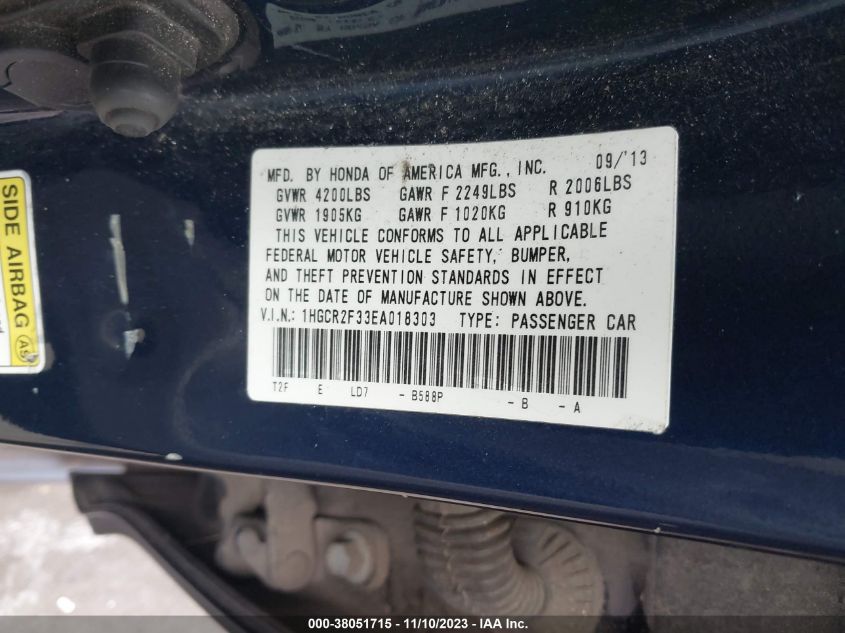 MFD. BY HONDA OF AMERICA MFG., INC. 09/'13
GVWR 4200LBS GAWR F 2249LBS R 2006LBS
GVWR 1905KG GAWR F 1020KG R 910KG
THIS VEHICLE CONFORMS TO ALL APPLICABLE
FEDERAL MOTOR VEHICLE SAFETY, BUMPER,
AND THEFT PREVENTION STANDARDS IN EFFECT
ON THE DATE OF MANUFACTURE SHOWN ABOVE.
V.I.N.: 1HGCR2F33EA018303 TYPE: PASSENGER CAR
T2F E LD7 - B588P - B - A
SIDE AIRBAG
AS
000-38051715 - 11/10/2023 - IAAI.COM